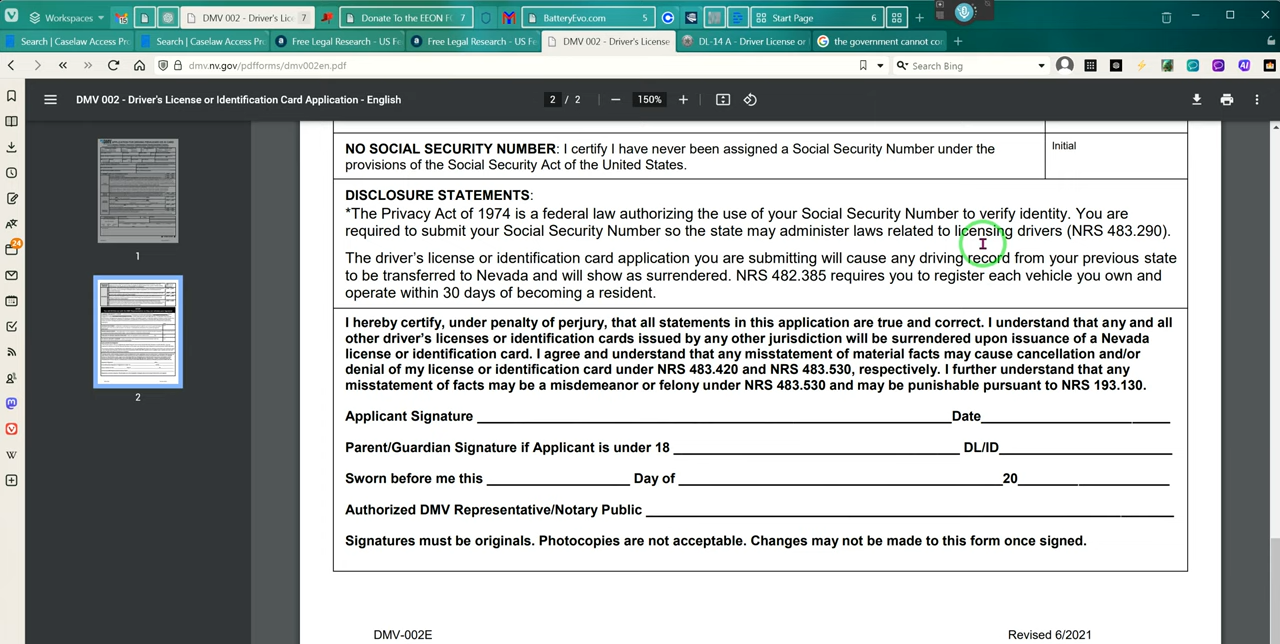 Workspaces
DMV 002 - Driver's Lic 7
Donate To the EEON F 7
BatteryEvo.com 5
Start Page 6
Search | Caselaw Access Pro
Search | Caselaw Access Pro
Free Legal Research - US Fe
Free Legal Research - US Fe
DMV 002 - Driver's License
DL-14 A - Driver License or
the government cannot co
dmv.nv.gov/pdfforms/dmv002en.pdf
Search Bing
DMV 002 - Driver's License or Identification Card Application - English
2 / 2
150%
24
1
2
NO SOCIAL SECURITY NUMBER: I certify I have never been assigned a Social Security Number under the
provisions of the Social Security Act of the United States.
Initial
DISCLOSURE STATEMENTS:
*The Privacy Act of 1974 is a federal law authorizing the use of your Social Security Number to verify identity. You are
required to submit your Social Security Number so the state may administer laws related to licensing drivers (NRS 483.290).
The driver's license or identification card application you are submitting will cause any driving record from your previous state
to be transferred to Nevada and will show as surrendered. NRS 482.385 requires you to register each vehicle you own and
operate within 30 days of becoming a resident.
I hereby certify, under penalty of perjury, that all statements in this application are true and correct. I understand that any and all
other driver's licenses or identification cards issued by any other jurisdiction will be surrendered upon issuance of a Nevada
license or identification card. I agree and understand that any misstatement of material facts may cause cancellation and/or
denial of my license or identification card under NRS 483.420 and NRS 483.530, respectively. I further understand that any
misstatement of facts may be a misdemeanor or felony under NRS 483.530 and may be punishable pursuant to NRS 193.130.
Applicant Signature Date
Parent/Guardian Signature if Applicant is under 18 DL/ID
Sworn before me this Day of 20
Authorized DMV Representative/Notary Public
Signatures must be originals. Photocopies are not acceptable. Changes may not be made to this form once signed.
DMV-002E
Revised 6/2021